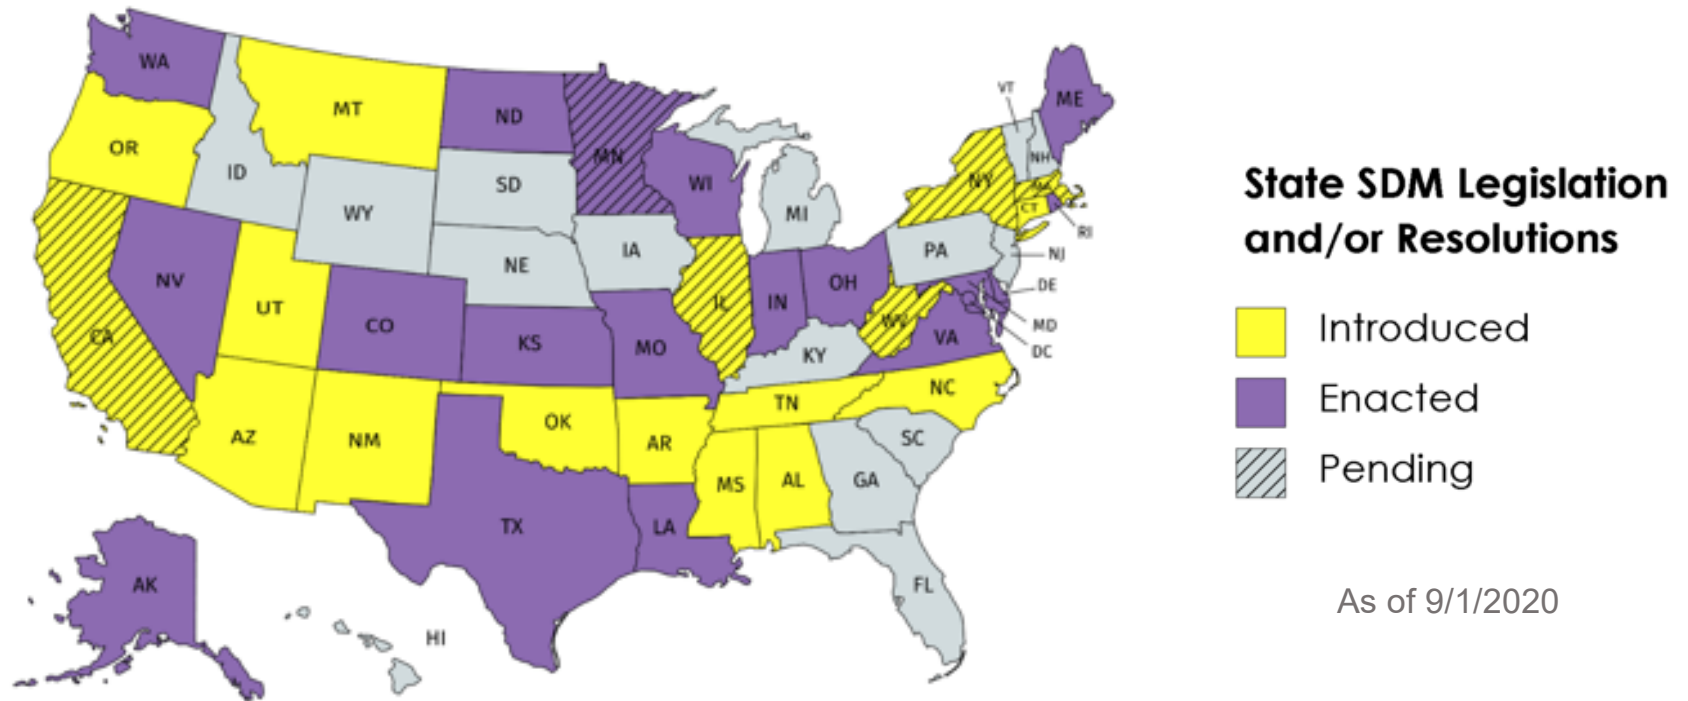 WA
MT
ND
MN
OR
ID
SD
WI
WY
MI
IA
NE
NV
UT
CO
CA
KS
MO
IL
IN
OH
KY
WV
VA
PA
NY
VT
NH
ME
MA
CT
RI
NJ
DE
MD
DC
AZ
NM
OK
AR
TN
NC
SC
MS
AL
GA
TX
LA
FL
AK
HI
State SDM Legislation
and/or Resolutions
Introduced
Enacted
Pending
As of 9/1/2020